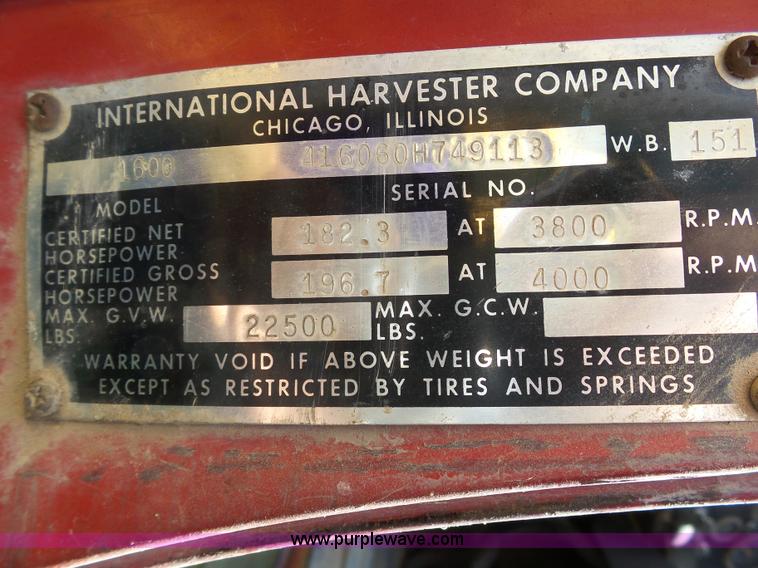 INTERNATIONAL HARVESTER COMPANY
CHICAGO, ILLINOIS
1600 416060H749113 W.B. 151
MODEL SERIAL NO.
CERTIFIED NET HORSEPOWER 182.3 AT 3800 R.P.M.
CERTIFIED GROSS HORSEPOWER 196.7 AT 4000 R.P.M
MAX. G.V.W. LBS. 22500 MAX. G.C.W. LBS.
WARRANTY VOID IF ABOVE WEIGHT IS EXCEEDED
EXCEPT AS RESTRICTED BY TIRES AND SPRINGS
www.purplewave.com